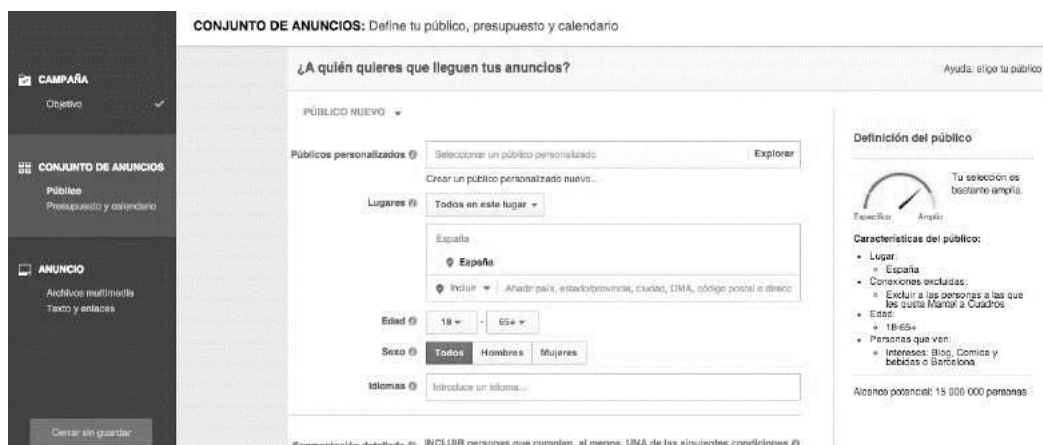 CONJUNTO DE ANUNCIOS: Define tu público, presupuesto y calendario
CAMPAÑA
Objetivo
CONJUNTO DE ANUNCIOS
Público
Presupuesto y calendario
ANUNCIO
Archivos multimedia
Texto y enlaces
Cerrar sin guardar
¿A quién quieres que lleguen tus anuncios?
Ayuda: elige tu público
PÚBLICO NUEVO
Públicos personalizados
Seleccionar un público personalizado
Explorar
Crear un público personalizado nuevo...
Lugares
Todos en este lugar
España
España
Incluir
Añadir país, estado/provincia, ciudad, DMA, código postal o direcc
Edad
18 - 65+
Sexo
Todos Hombres Mujeres
Idiomas
Introduce un idioma...
Segmentación detallada
INCLUIR personas que cumplan, al menos, UNA de las siguientes condiciones
Definición del público
Tu selección es
bastante amplia.
Específico Amplio
Características del público:
Lugar:
España
Conexiones excluidas:
Excluir a las personas a las que
les gusta Mantel a Cuadros
Edad:
18-65+
Personas que ven:
Intereses: Blog, Comida y
bebidas o Barcelona
Alcance potencial: 15 000 000 personas